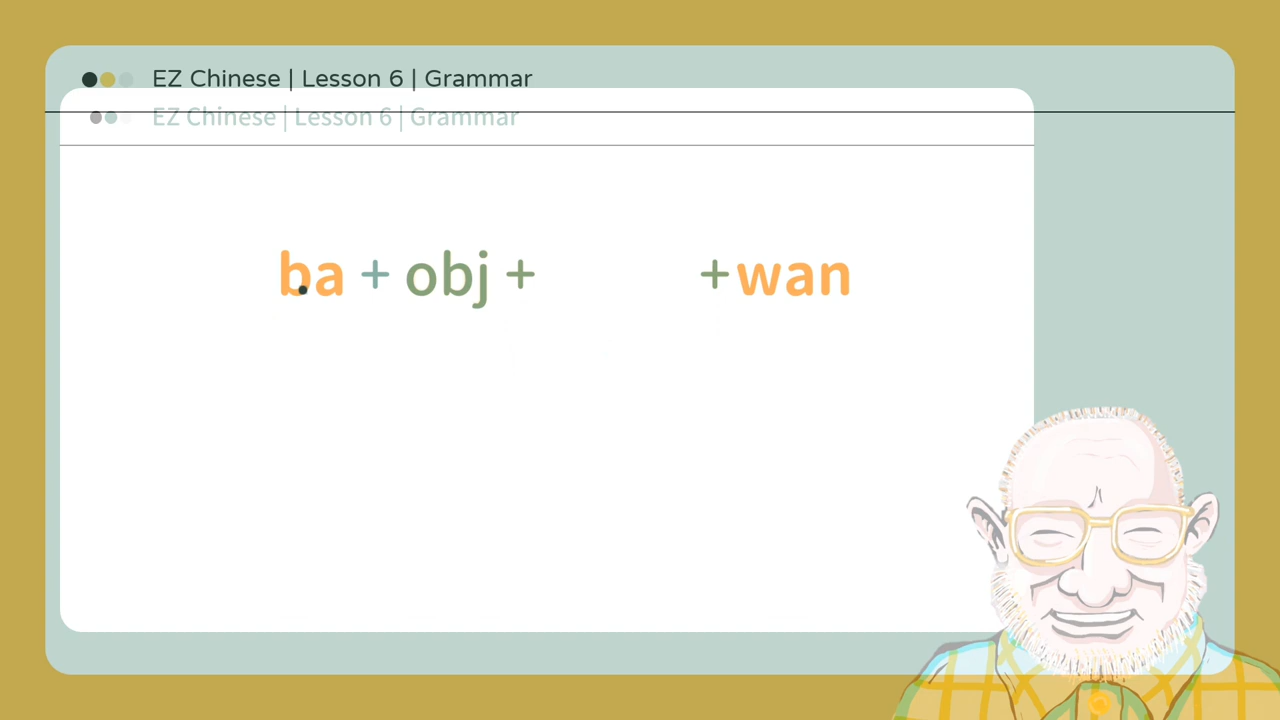 EZ Chinese | Lesson 6 | Grammar
EZ Chinese | Lesson 6 | Grammar
ba + obj + + wan